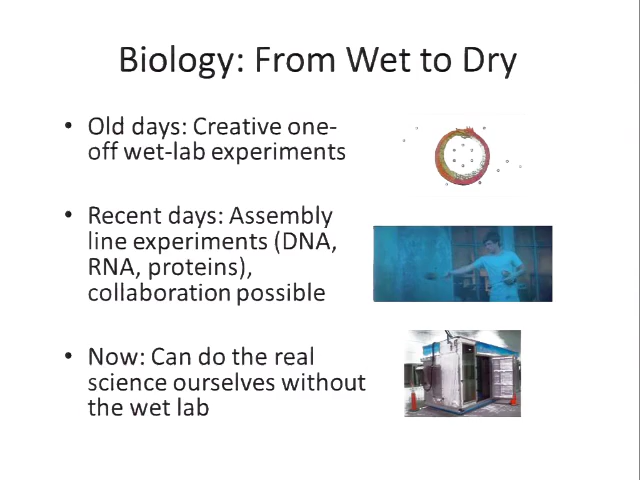 Biology: From Wet to Dry
• Old days: Creative one-
off wet-lab experiments
• Recent days: Assembly
line experiments (DNA,
RNA, proteins),
collaboration possible
• Now: Can do the real
science ourselves without
the wet lab